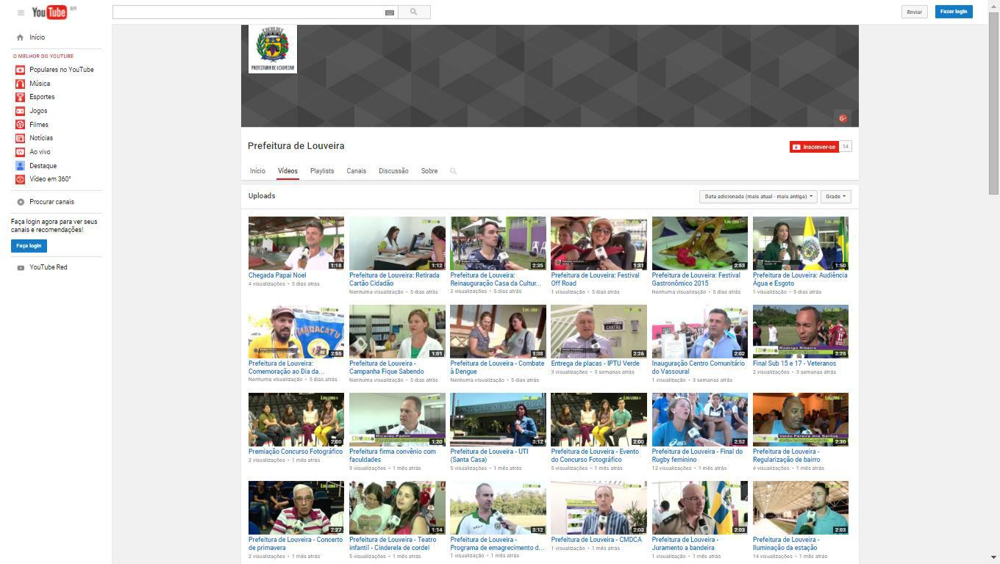 YouTube BR
Enviar
Fazer login
Início
O MELHOR DO YOUTUBE
Populares no YouTube
Música
Esportes
Jogos
Filmes
Notícias
Ao vivo
Destaque
Vídeo em 360°
Procurar canais
Faça login agora para ver seus
canais e recomendações!
Faça login
YouTube Red
PREFEITURA DE LOUVEIRA
Prefeitura de Louveira
Inscrever-se 14
Início Vídeos Playlists Canais Discussão Sobre
Uploads
Data adicionada (mais atual - mais antiga) Grade
1:18
Chegada Papai Noel
4 visualizações • 5 dias atrás
1:12
Prefeitura de Louveira: Retirada
Cartão Cidadão
Nenhuma visualização • 5 dias atrás
2:35
Prefeitura de Louveira:
Reinauguração Casa da Cultur...
2 visualizações • 5 dias atrás
1:31
Prefeitura de Louveira: Festival
Off Road
1 visualização • 5 dias atrás
2:53
Prefeitura de Louveira: Festival
Gastronômico 2015
Nenhuma visualização • 5 dias atrás
1:50
Prefeitura de Louveira: Audiência
Água e Esgoto
1 visualização • 5 dias atrás
MARACATU
2:55
Prefeitura de Louveira:
Comemoração ao Dia da...
Nenhuma visualização • 5 dias atrás
1:01
Prefeitura de Louveira -
Campanha Fique Sabendo
Nenhuma visualização • 5 dias atrás
1:38
Prefeitura de Louveira - Combate
à Dengue
Nenhuma visualização • 5 dias atrás
CARTAS
2:26
Entrega de placas - IPTU Verde
3 visualizações • 3 semanas atrás
2:02
Inauguração Centro Comunitário
do Vassoural
1 visualização • 3 semanas atrás
Rodrigo Ribeiro
2:25
Final Sub 15 e 17 - Veteranos
2 visualizações • 3 semanas atrás
2:00
Premiação Concurso Fotográfico
2 visualizações • 1 mês atrás
Ricardo Padim
1:20
Prefeitura firma convênio com
faculdades
3 visualizações • 1 mês atrás
SANTA CASA DE LOUVEIRA
3:12
Prefeitura de Louveira - UTI
(Santa Casa)
5 visualizações • 1 mês atrás
2:00
Prefeitura de Louveira - Evento
do Concurso Fotográfico
5 visualizações • 1 mês atrás
2:52
Prefeitura de Louveira - Final do
Rugby feminino
12 visualizações • 1 mês atrás
Valdo Pereira dos Santos
2:30
Prefeitura de Louveira -
Regularização de bairro
4 visualizações • 1 mês atrás
2:27
Prefeitura de Louveira - Concerto
de primavera
2 visualizações • 1 mês atrás
1:14
Prefeitura de Louveira - Teatro
infantil - Cinderela de cordel
5 visualizações • 1 mês atrás
3:12
Prefeitura de Louveira -
Programa de emagrecimento d...
1 visualização • 1 mês atrás
2:03
Prefeitura de Louveira - CMDCA
1 visualização • 1 mês atrás
2:03
Prefeitura de Louveira -
Juramento a bandeira
1 visualização • 1 mês atrás
2:03
Prefeitura de Louveira -
Iluminação da estação
14 visualizações • 1 mês atrás